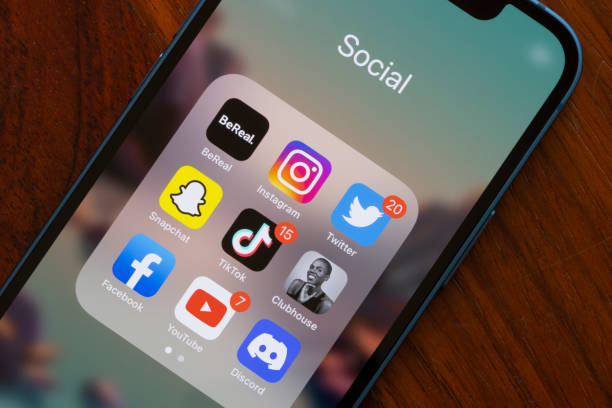 Social
BeReal.
BeReal
Instagram
20
Twitter
Snapchat
15
TikTok
Clubhouse
Facebook
7
YouTube
Discord